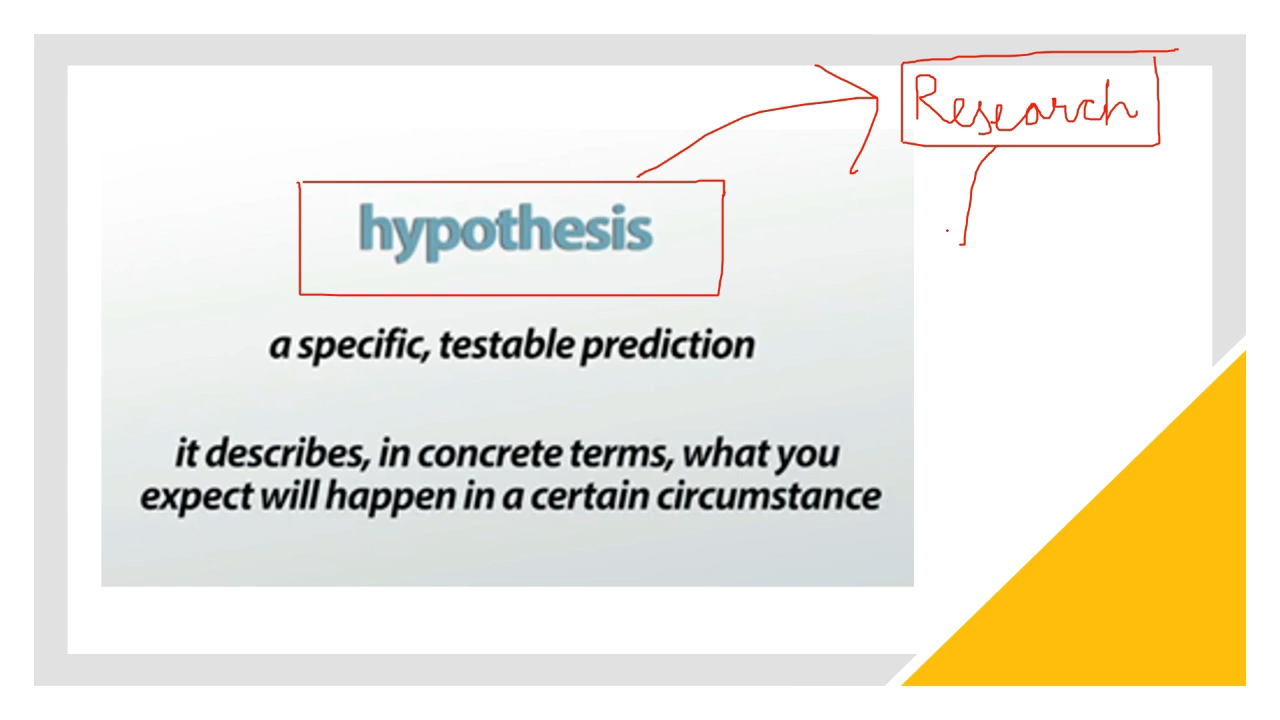 Research
hypothesis
a specific, testable prediction
it describes, in concrete terms, what you
expect will happen in a certain circumstance